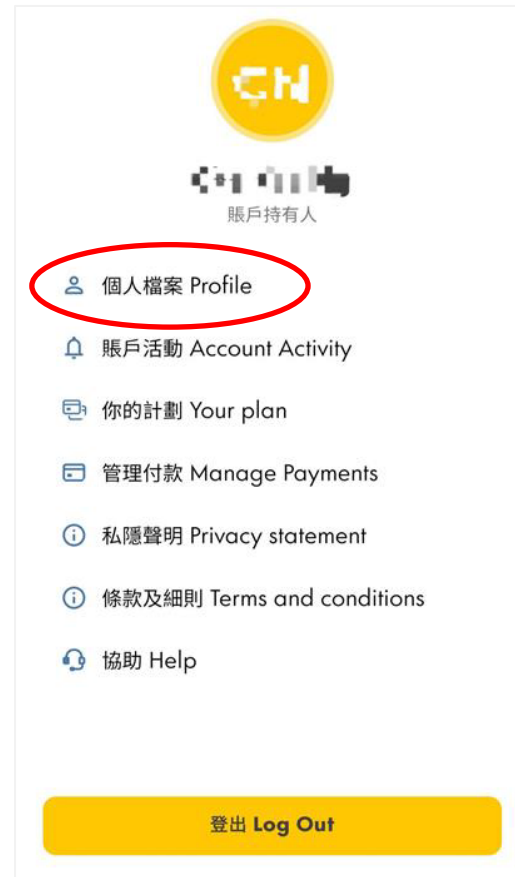 賬戶持有人
個人檔案 Profile
賬戶活動 Account Activity
你的計劃 Your plan
管理付款 Manage Payments
私隱聲明 Privacy statement
條款及細則 Terms and conditions
協助 Help
登出 Log Out